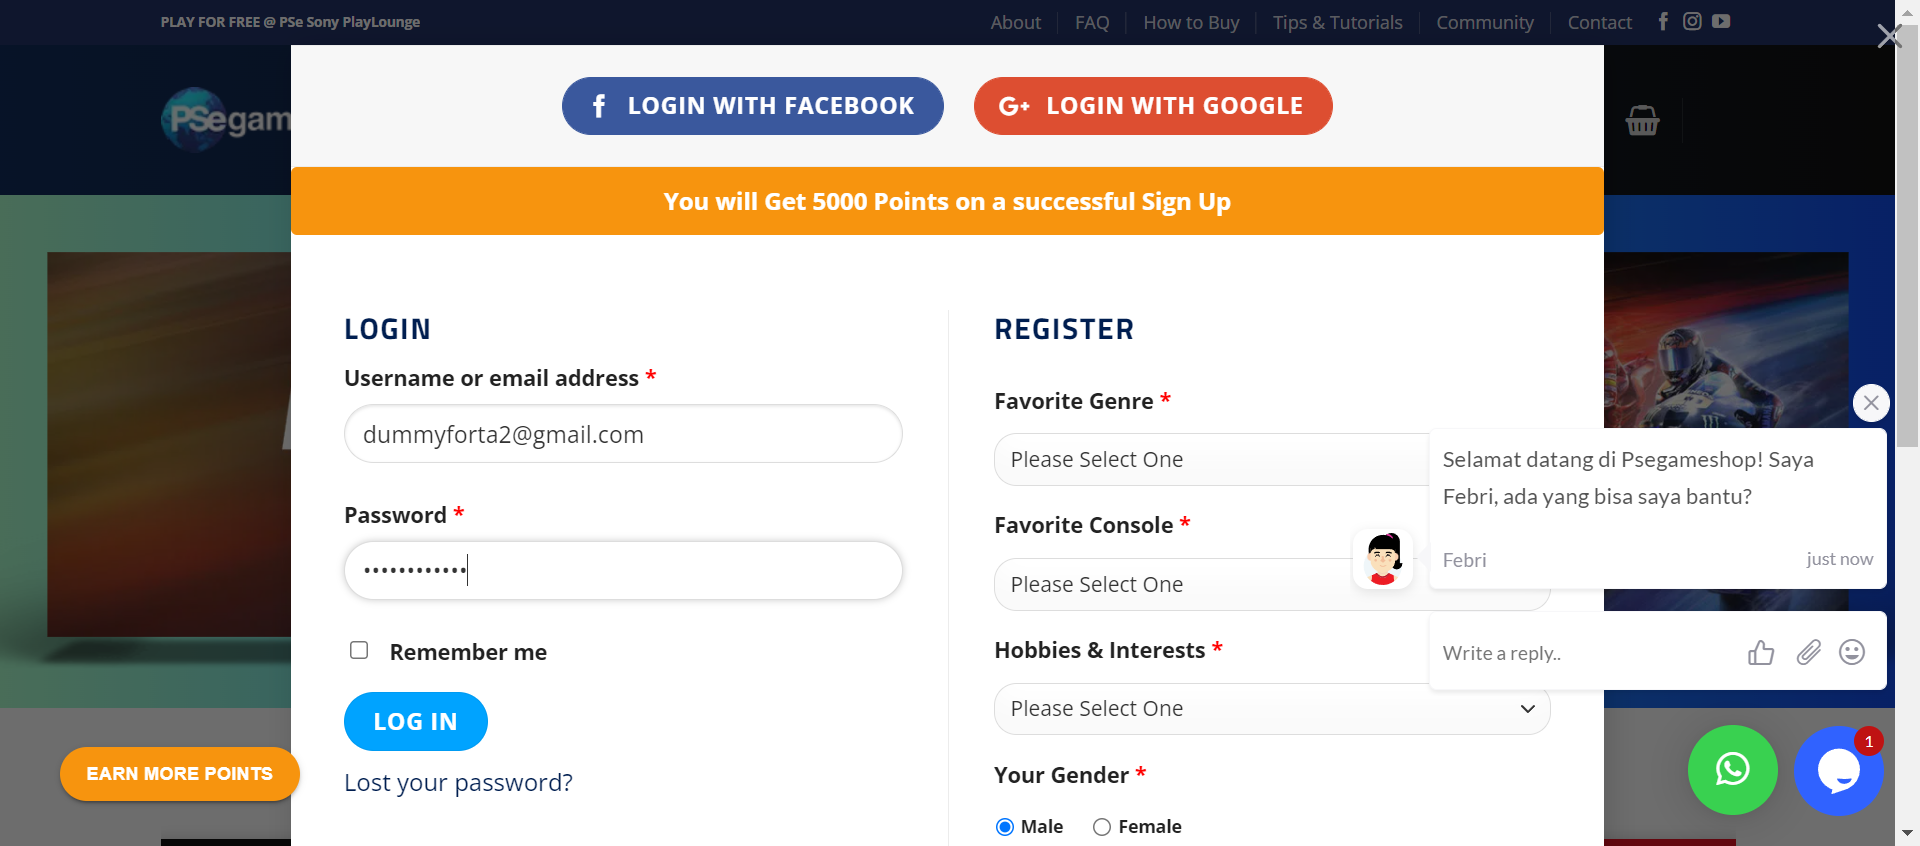 PLAY FOR FREE @ PSe Sony PlayLounge
About FAQ How to Buy Tips & Tutorials Community Contact
PSegam
LOGIN WITH FACEBOOK
G+ LOGIN WITH GOOGLE
You will Get 5000 Points on a successful Sign Up
LOGIN
Username or email address *
dummyforta2@gmail.com
Password *
••••••••••••
Remember me
LOG IN
Lost your password?
EARN MORE POINTS
REGISTER
Favorite Genre *
Please Select One
Favorite Console *
Please Select One
Hobbies & Interests *
Please Select One
Your Gender *
Male Female
Selamat datang di Psegameshop! Saya
Febri, ada yang bisa saya bantu?
Febri just now
Write a reply..
1